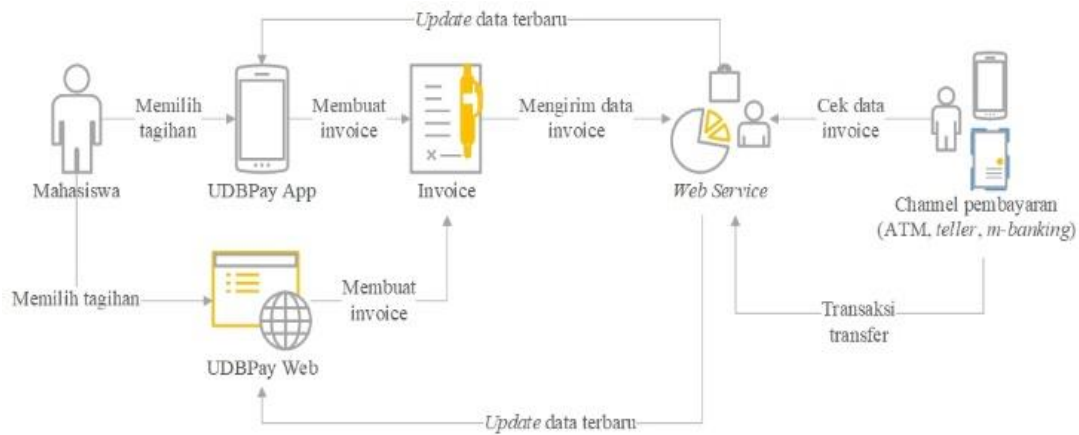 Update data terbaru
Memilih
tagihan
Membuat
invoice
Mengirim data
invoice
Cek data
invoice
Mahasiswa
UDBPay App
Invoice
Web Service
Channel pembayaran
(ATM, teller, m-banking)
Memilih tagihan
Membuat
invoice
Transaksi
transfer
UDBPay Web
Update data terbaru